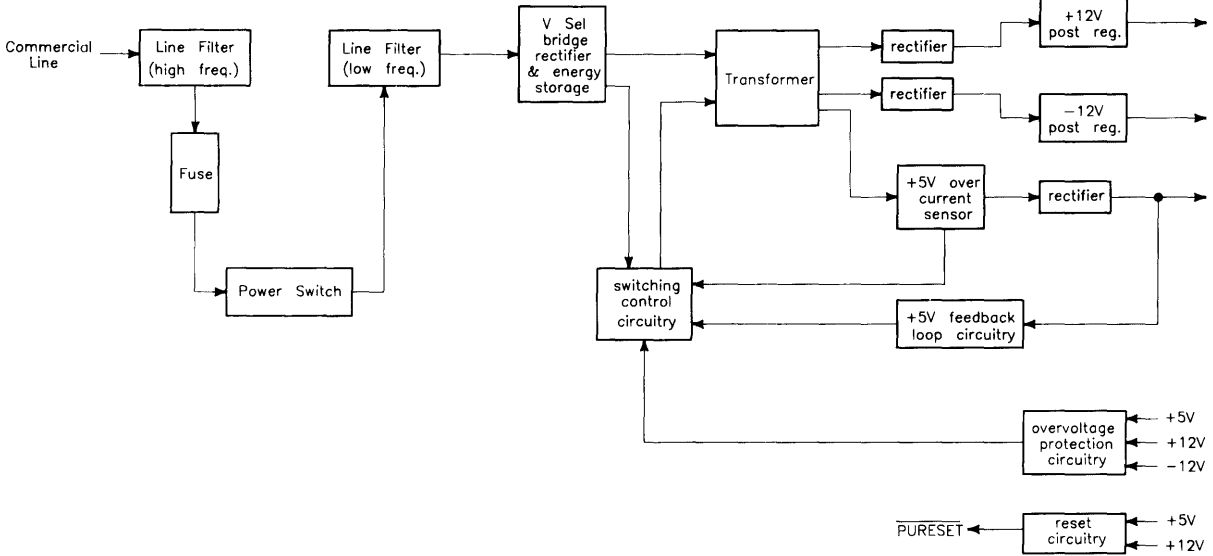 Commercial
Line
Line Filter
(high freq.)
Fuse
Power Switch
Line Filter
(low freq.)
V Sel
bridge
rectifier
& energy
storage
Transformer
rectifier
+12V
post reg.
rectifier
−12V
post reg.
+5V over
current
sensor
rectifier
switching
control
circuitry
+5V feedback
loop circuitry
overvoltage
protection
circuitry
+5V
+12V
−12V
PURESET
reset
circuitry
+5V
+12V